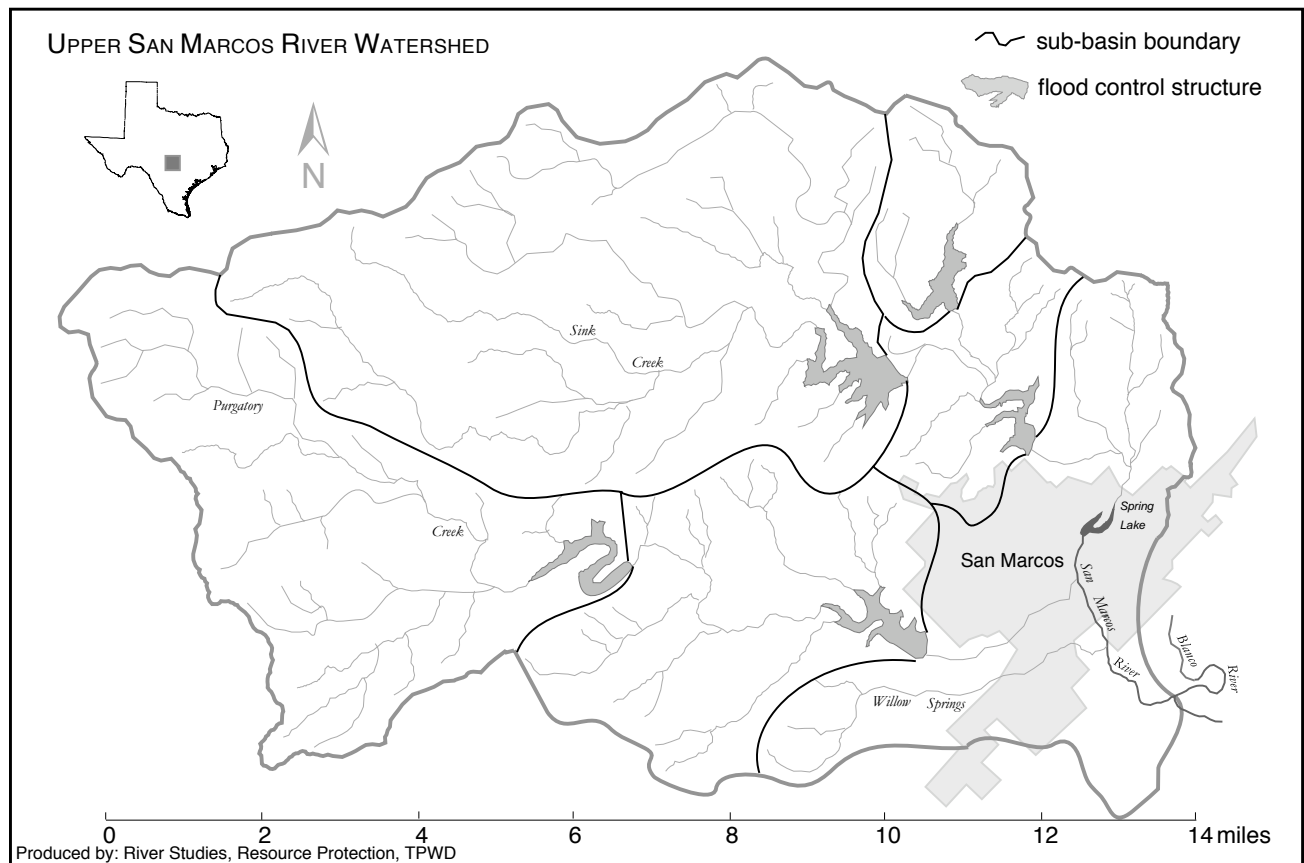 UPPER SAN MARCOS RIVER WATERSHED
sub-basin boundary
flood control structure
N
Sink
Creek
Purgatory
Creek
Spring
Lake
San Marcos
San
Marcos
River
Blanco
River
Willow Springs
0 2 4 6 8 10 12 14 miles
Produced by: River Studies, Resource Protection, TPWD